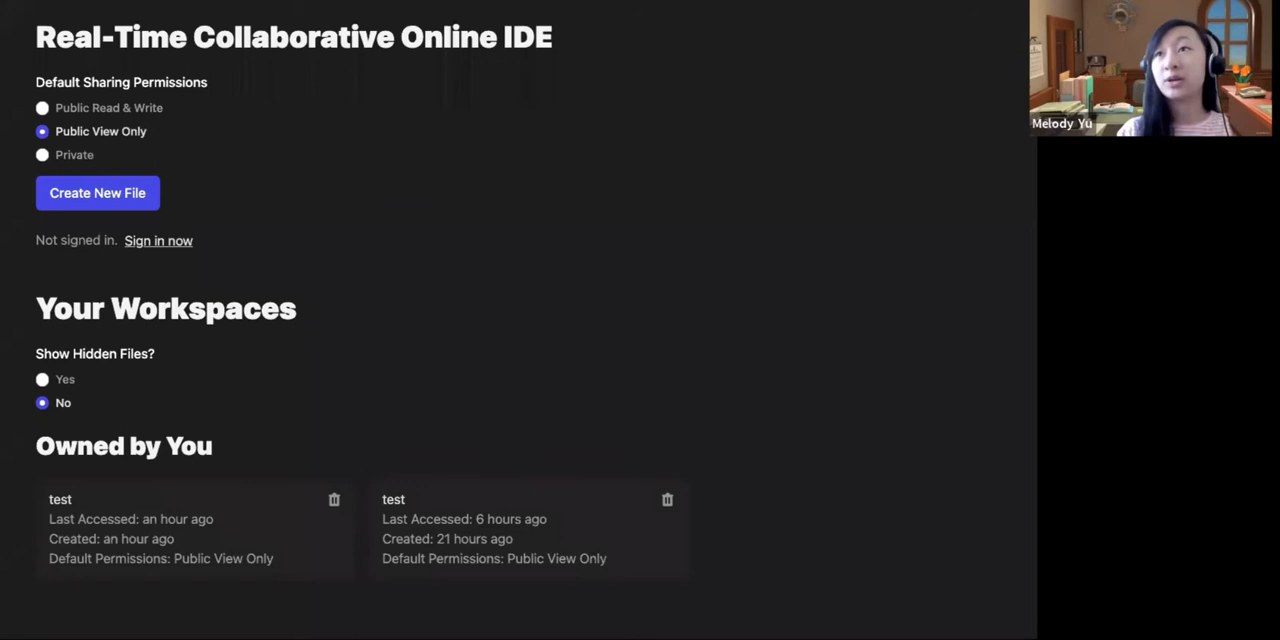 Real-Time Collaborative Online IDE
Default Sharing Permissions
Public Read & Write
Public View Only
Private
Create New File
Not signed in. Sign in now
Your Workspaces
Show Hidden Files?
Yes
No
Owned by You
test
Last Accessed: an hour ago
Created: an hour ago
Default Permissions: Public View Only
test
Last Accessed: 6 hours ago
Created: 21 hours ago
Default Permissions: Public View Only
Melody Yu